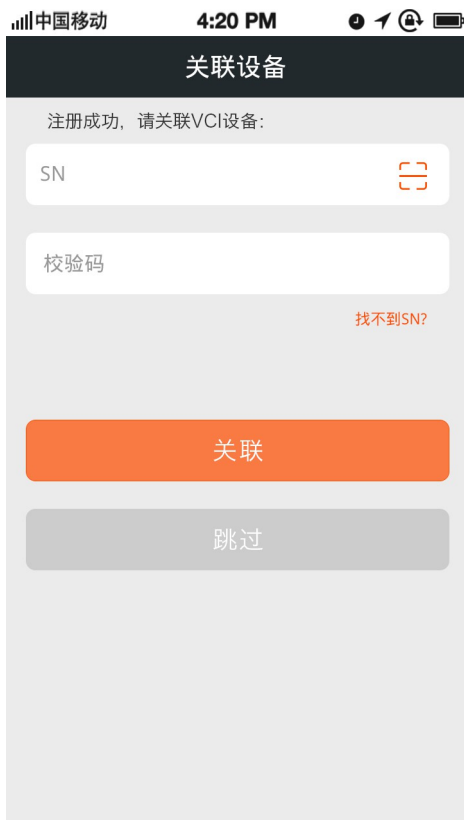 中国移动 4:20 PM
关联设备
注册成功，请关联VCI设备：
SN
校验码
找不到SN?
关联
跳过